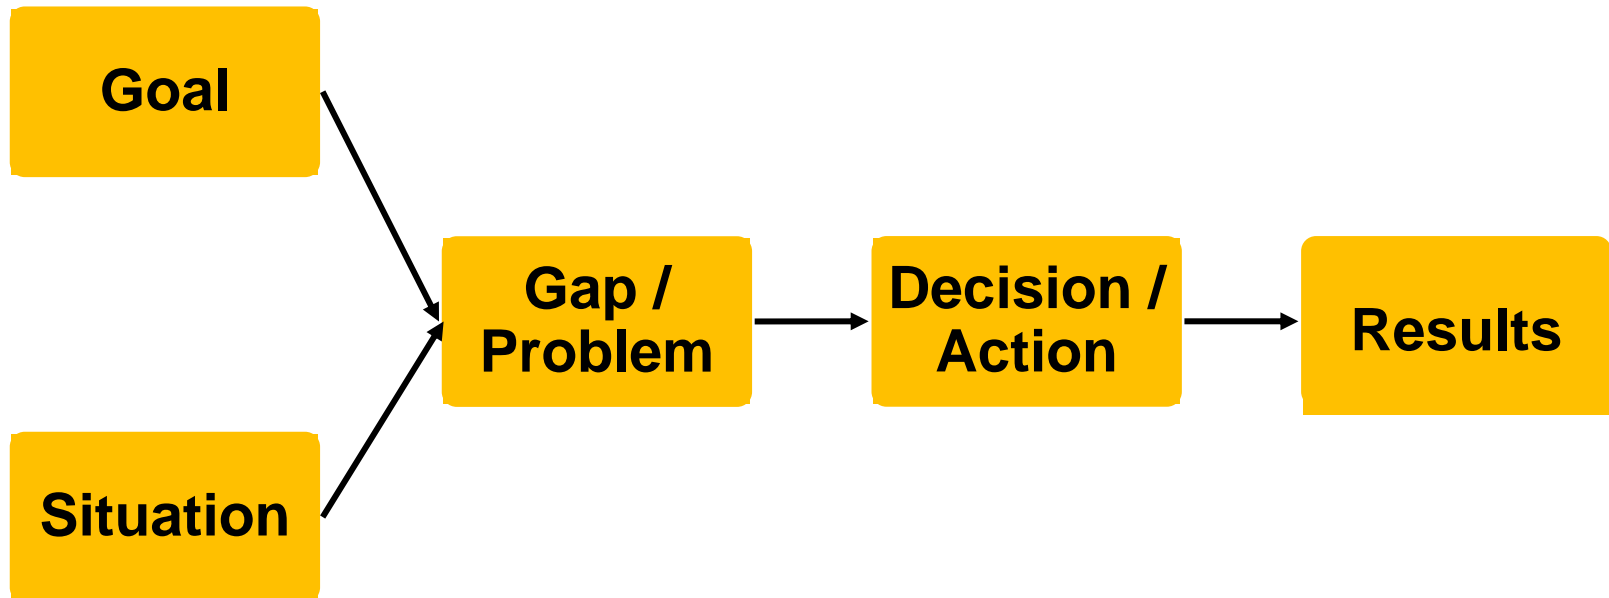 Goal
Situation
Gap /
Problem
Decision /
Action
Results